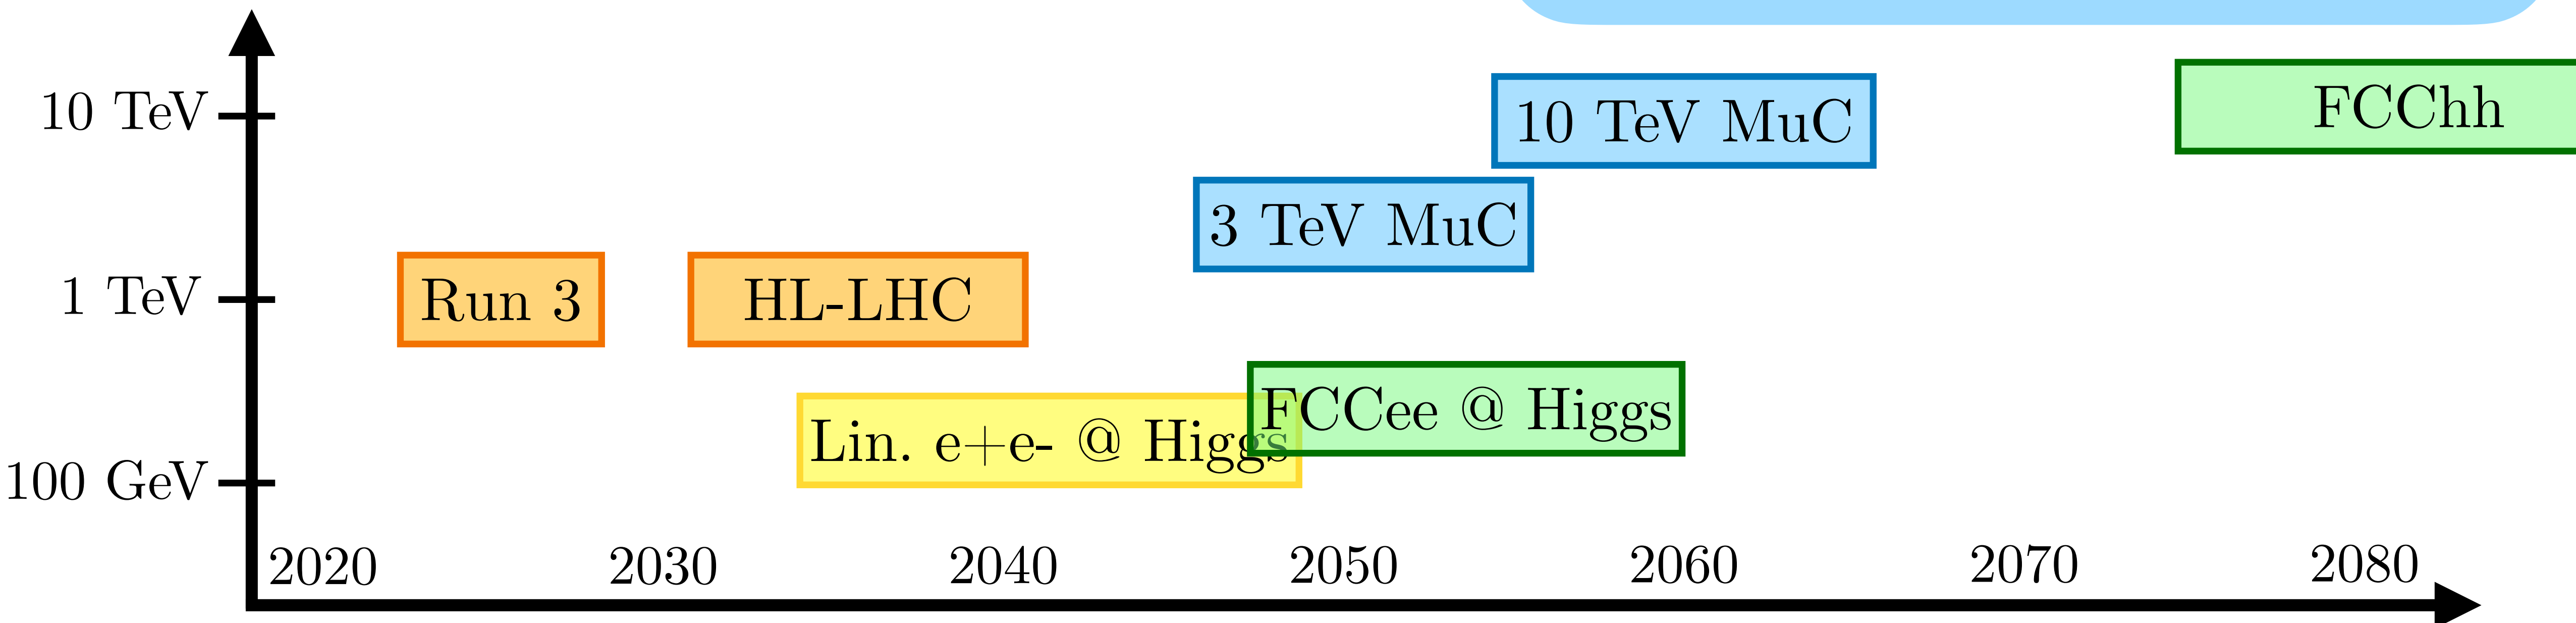 10 TeV
10 TeV MuC
FCChh
3 TeV MuC
1 TeV
Run 3
HL-LHC
FCCee @ Higgs
Lin. e+e- @ Higgs
100 GeV
2020 2030 2040 2050 2060 2070 2080